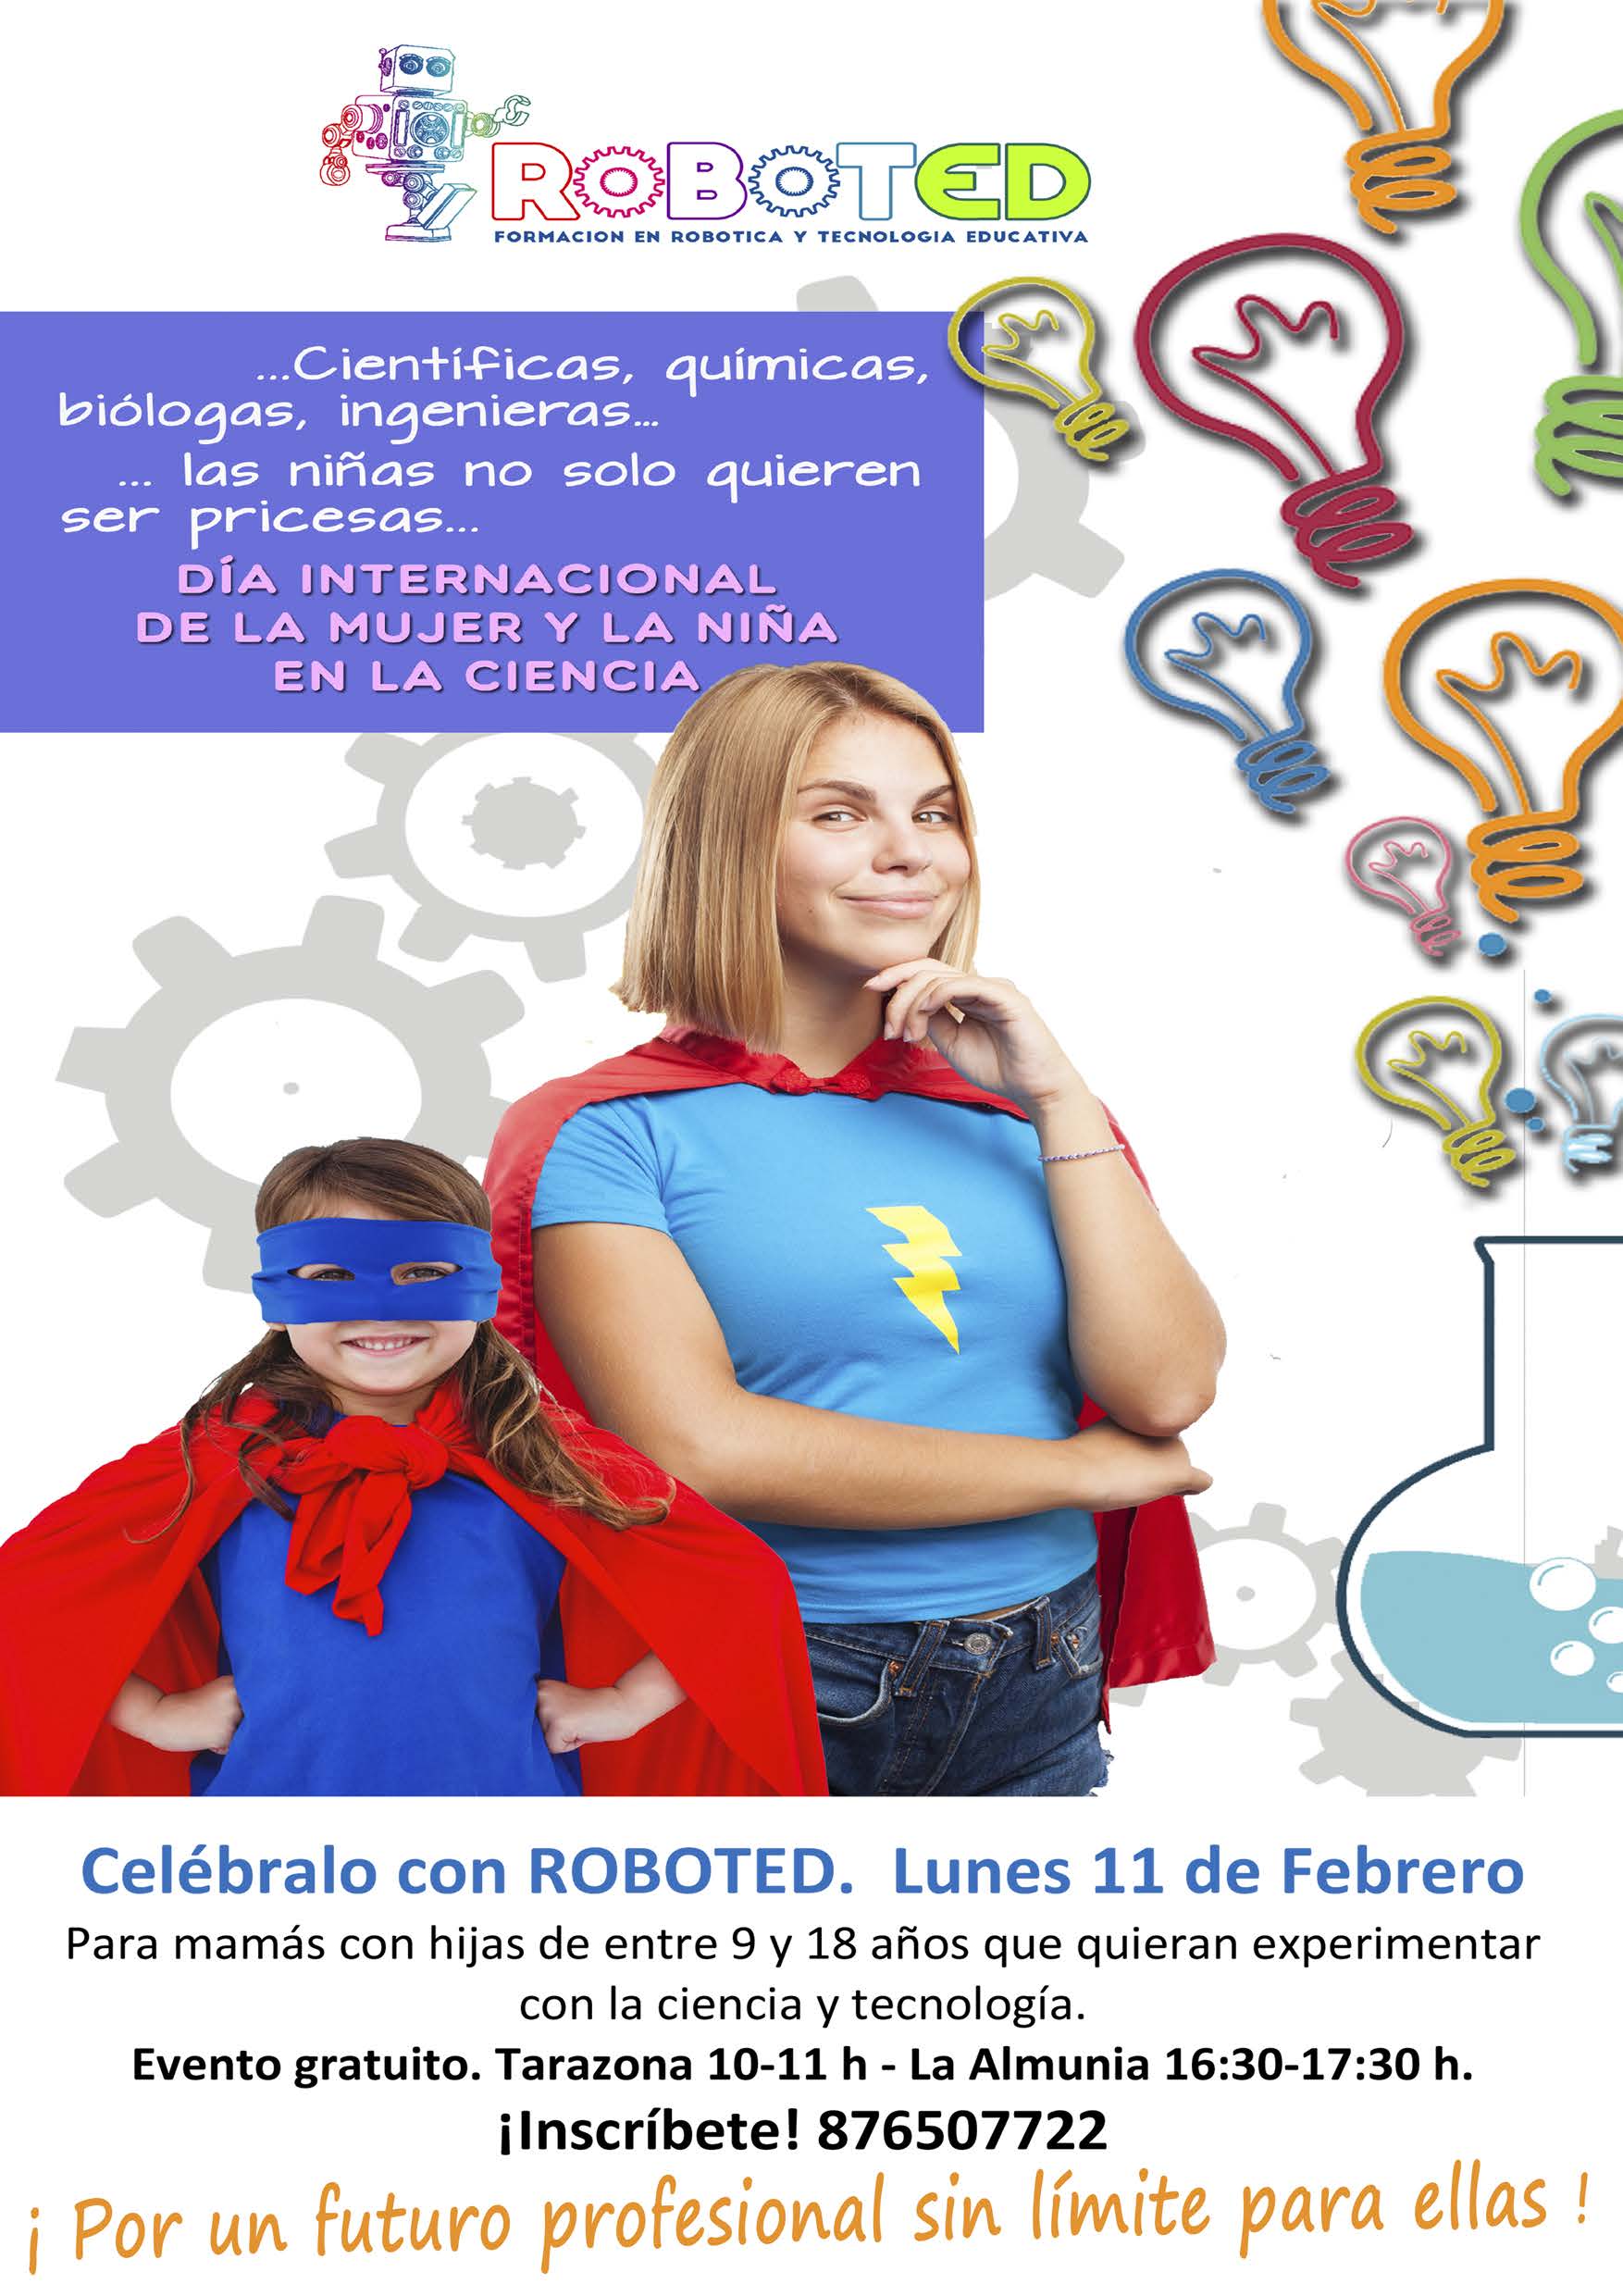 ROBOTED
FORMACION EN ROBOTICA Y TECNOLOGIA EDUCATIVA
...Científicas, químicas,
biólogas, ingenieras...
... las niñas no solo quieren
ser pricesas...
DÍA INTERNACIONAL
DE LA MUJER Y LA NIÑA
EN LA CIENCIA
Celébralo con ROBOTED. Lunes 11 de Febrero
Para mamás con hijas de entre 9 y 18 años que quieran experimentar
con la ciencia y tecnología.
Evento gratuito. Tarazona 10-11 h - La Almunia 16:30-17:30 h.
¡Inscríbete! 876507722
¡ Por un futuro profesional sin límite para ellas !